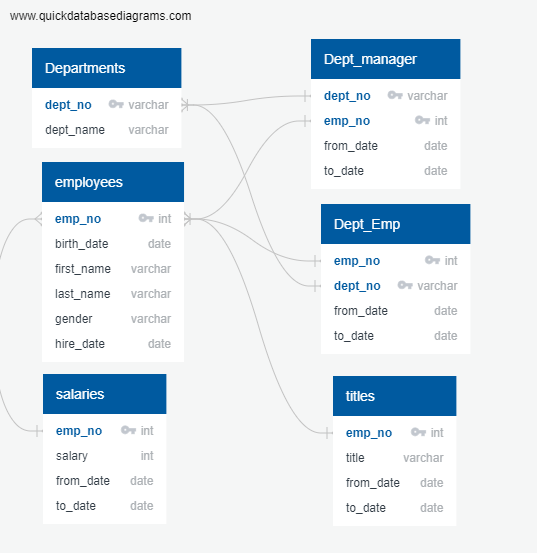 www.quickdatabasediagrams.com
Departments
dept_no varchar
dept_name varchar
employees
emp_no int
birth_date date
first_name varchar
last_name varchar
gender varchar
hire_date date
salaries
emp_no int
salary int
from_date date
to_date date
Dept_manager
dept_no varchar
emp_no int
from_date date
to_date date
Dept_Emp
emp_no int
dept_no varchar
from_date date
to_date date
titles
emp_no int
title varchar
from_date date
to_date date